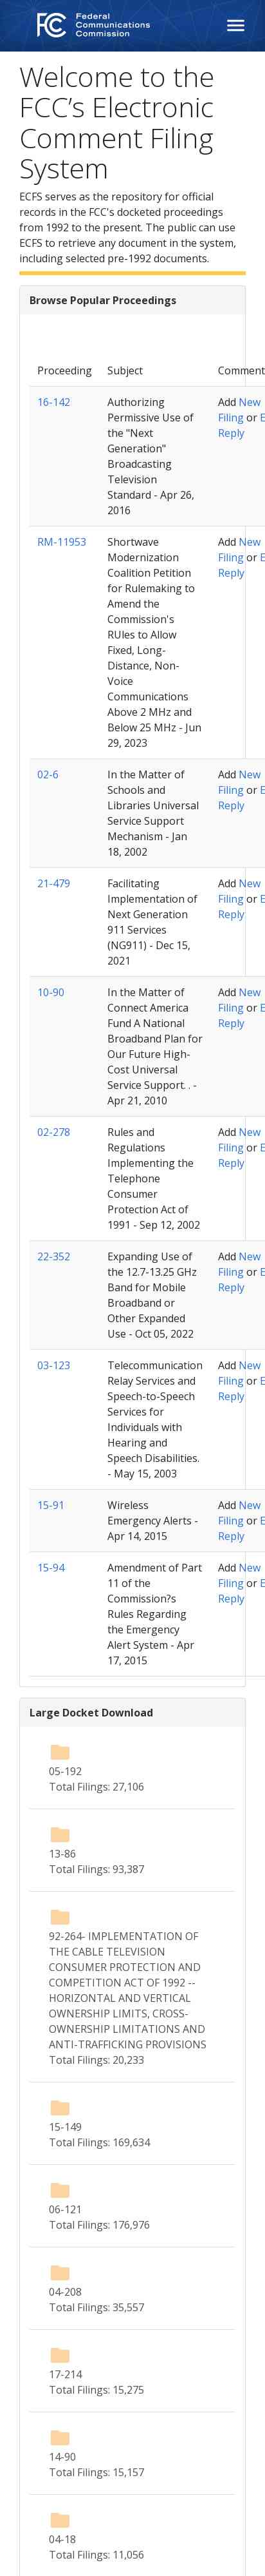 FC
Federal
Communications
Commission
Welcome to the
FCC's Electronic
Comment Filing
System
ECFS serves as the repository for official
records in the FCC's docketed proceedings
from 1992 to the present. The public can use
ECFS to retrieve any document in the system,
including selected pre-1992 documents.
Browse Popular Proceedings
Proceeding Subject Comment
16-142 Authorizing Add New
Permissive Use of Filing or E
the "Next Reply
Generation"
Broadcasting
Television
Standard - Apr 26,
2016
RM-11953 Shortwave Add New
Modernization Filing or E
Coalition Petition Reply
for Rulemaking to
Amend the
Commission's
RUles to Allow
Fixed, Long-
Distance, Non-
Voice
Communications
Above 2 MHz and
Below 25 MHz - Jun
29, 2023
02-6 In the Matter of Add New
Schools and Filing or E
Libraries Universal Reply
Service Support
Mechanism - Jan
18, 2002
21-479 Facilitating Add New
Implementation of Filing or E
Next Generation Reply
911 Services
(NG911) - Dec 15,
2021
10-90 In the Matter of Add New
Connect America Filing or E
Fund A National Reply
Broadband Plan for
Our Future High-
Cost Universal
Service Support. . -
Apr 21, 2010
02-278 Rules and Add New
Regulations Filing or E
Implementing the Reply
Telephone
Consumer
Protection Act of
1991 - Sep 12, 2002
22-352 Expanding Use of Add New
the 12.7-13.25 GHz Filing or E
Band for Mobile Reply
Broadband or
Other Expanded
Use - Oct 05, 2022
03-123 Telecommunication Add New
Relay Services and Filing or E
Speech-to-Speech Reply
Services for
Individuals with
Hearing and
Speech Disabilities.
- May 15, 2003
15-91 Wireless Add New
Emergency Alerts - Filing or E
Apr 14, 2015 Reply
15-94 Amendment of Part Add New
11 of the Filing or E
Commission?s Reply
Rules Regarding
the Emergency
Alert System - Apr
17, 2015
Large Docket Download
05-192
Total Filings: 27,106
13-86
Total Filings: 93,387
92-264- IMPLEMENTATION OF
THE CABLE TELEVISION
CONSUMER PROTECTION AND
COMPETITION ACT OF 1992 --
HORIZONTAL AND VERTICAL
OWNERSHIP LIMITS, CROSS-
OWNERSHIP LIMITATIONS AND
ANTI-TRAFFICKING PROVISIONS
Total Filings: 20,233
15-149
Total Filings: 169,634
06-121
Total Filings: 176,976
04-208
Total Filings: 35,557
17-214
Total Filings: 15,275
14-90
Total Filings: 15,157
04-18
Total Filings: 11,056